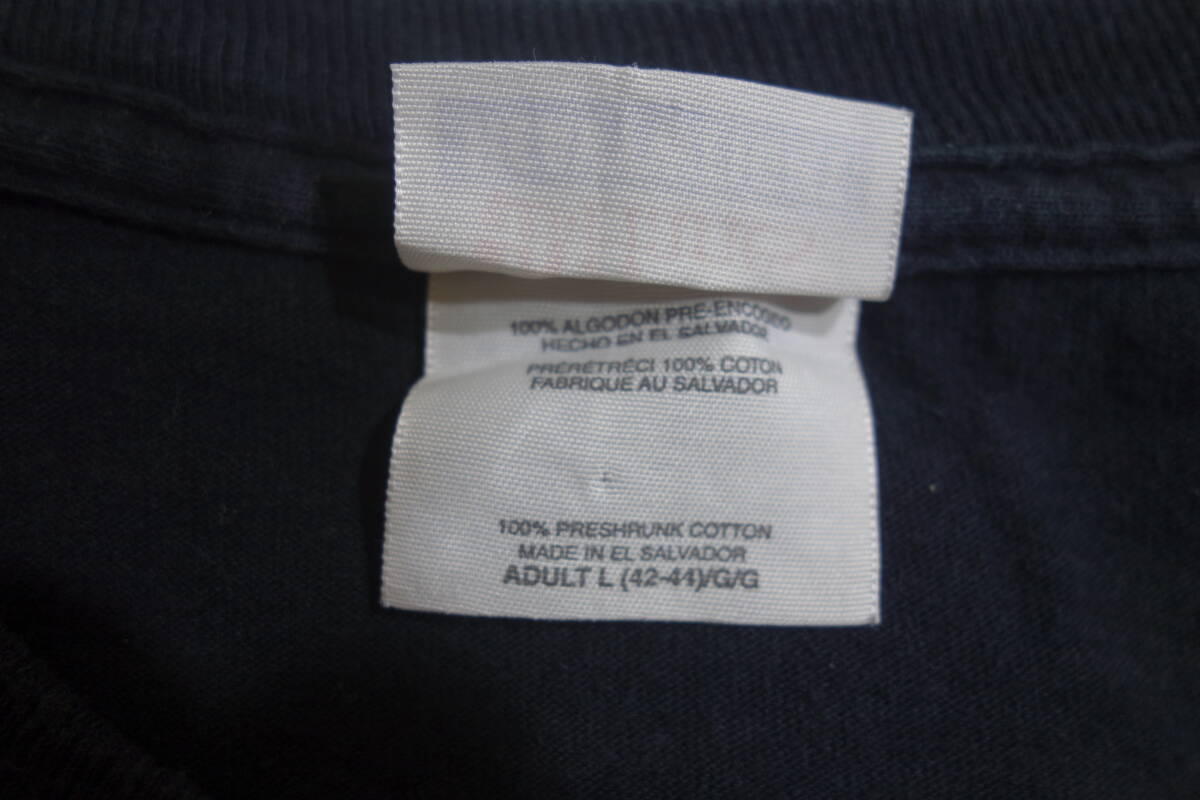 100% ALGODON PRE-ENCOGIDO
HECHO EN EL SALVADOR
PRÉRÉTRÉCI 100% COTON
FABRIQUE AU SALVADOR
100% PRESHRUNK COTTON
MADE IN EL SALVADOR
ADULT L (42-44)/G/G